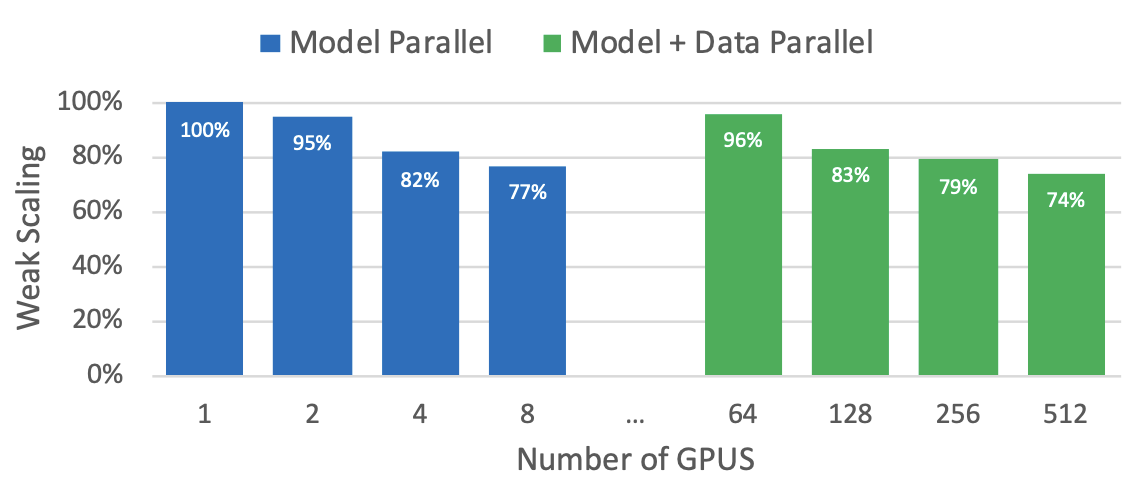 Model Parallel Model + Data Parallel
100%
80%
60%
40%
20%
0%
Weak Scaling
100% 95% 82% 77% 96% 83% 79% 74%
1 2 4 8 ... 64 128 256 512
Number of GPUS